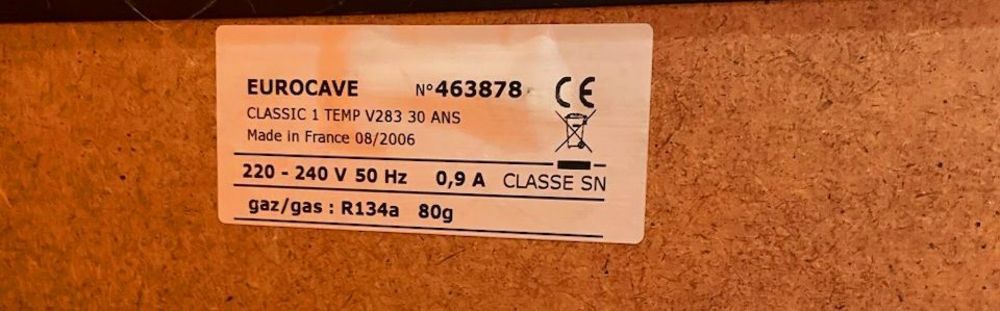 EUROCAVE N°463878 CE
CLASSIC 1 TEMP V283 30 ANS
Made in France 08/2006
220 - 240 V 50 Hz 0,9 A CLASSE SN
gaz/gas : R134a 80g